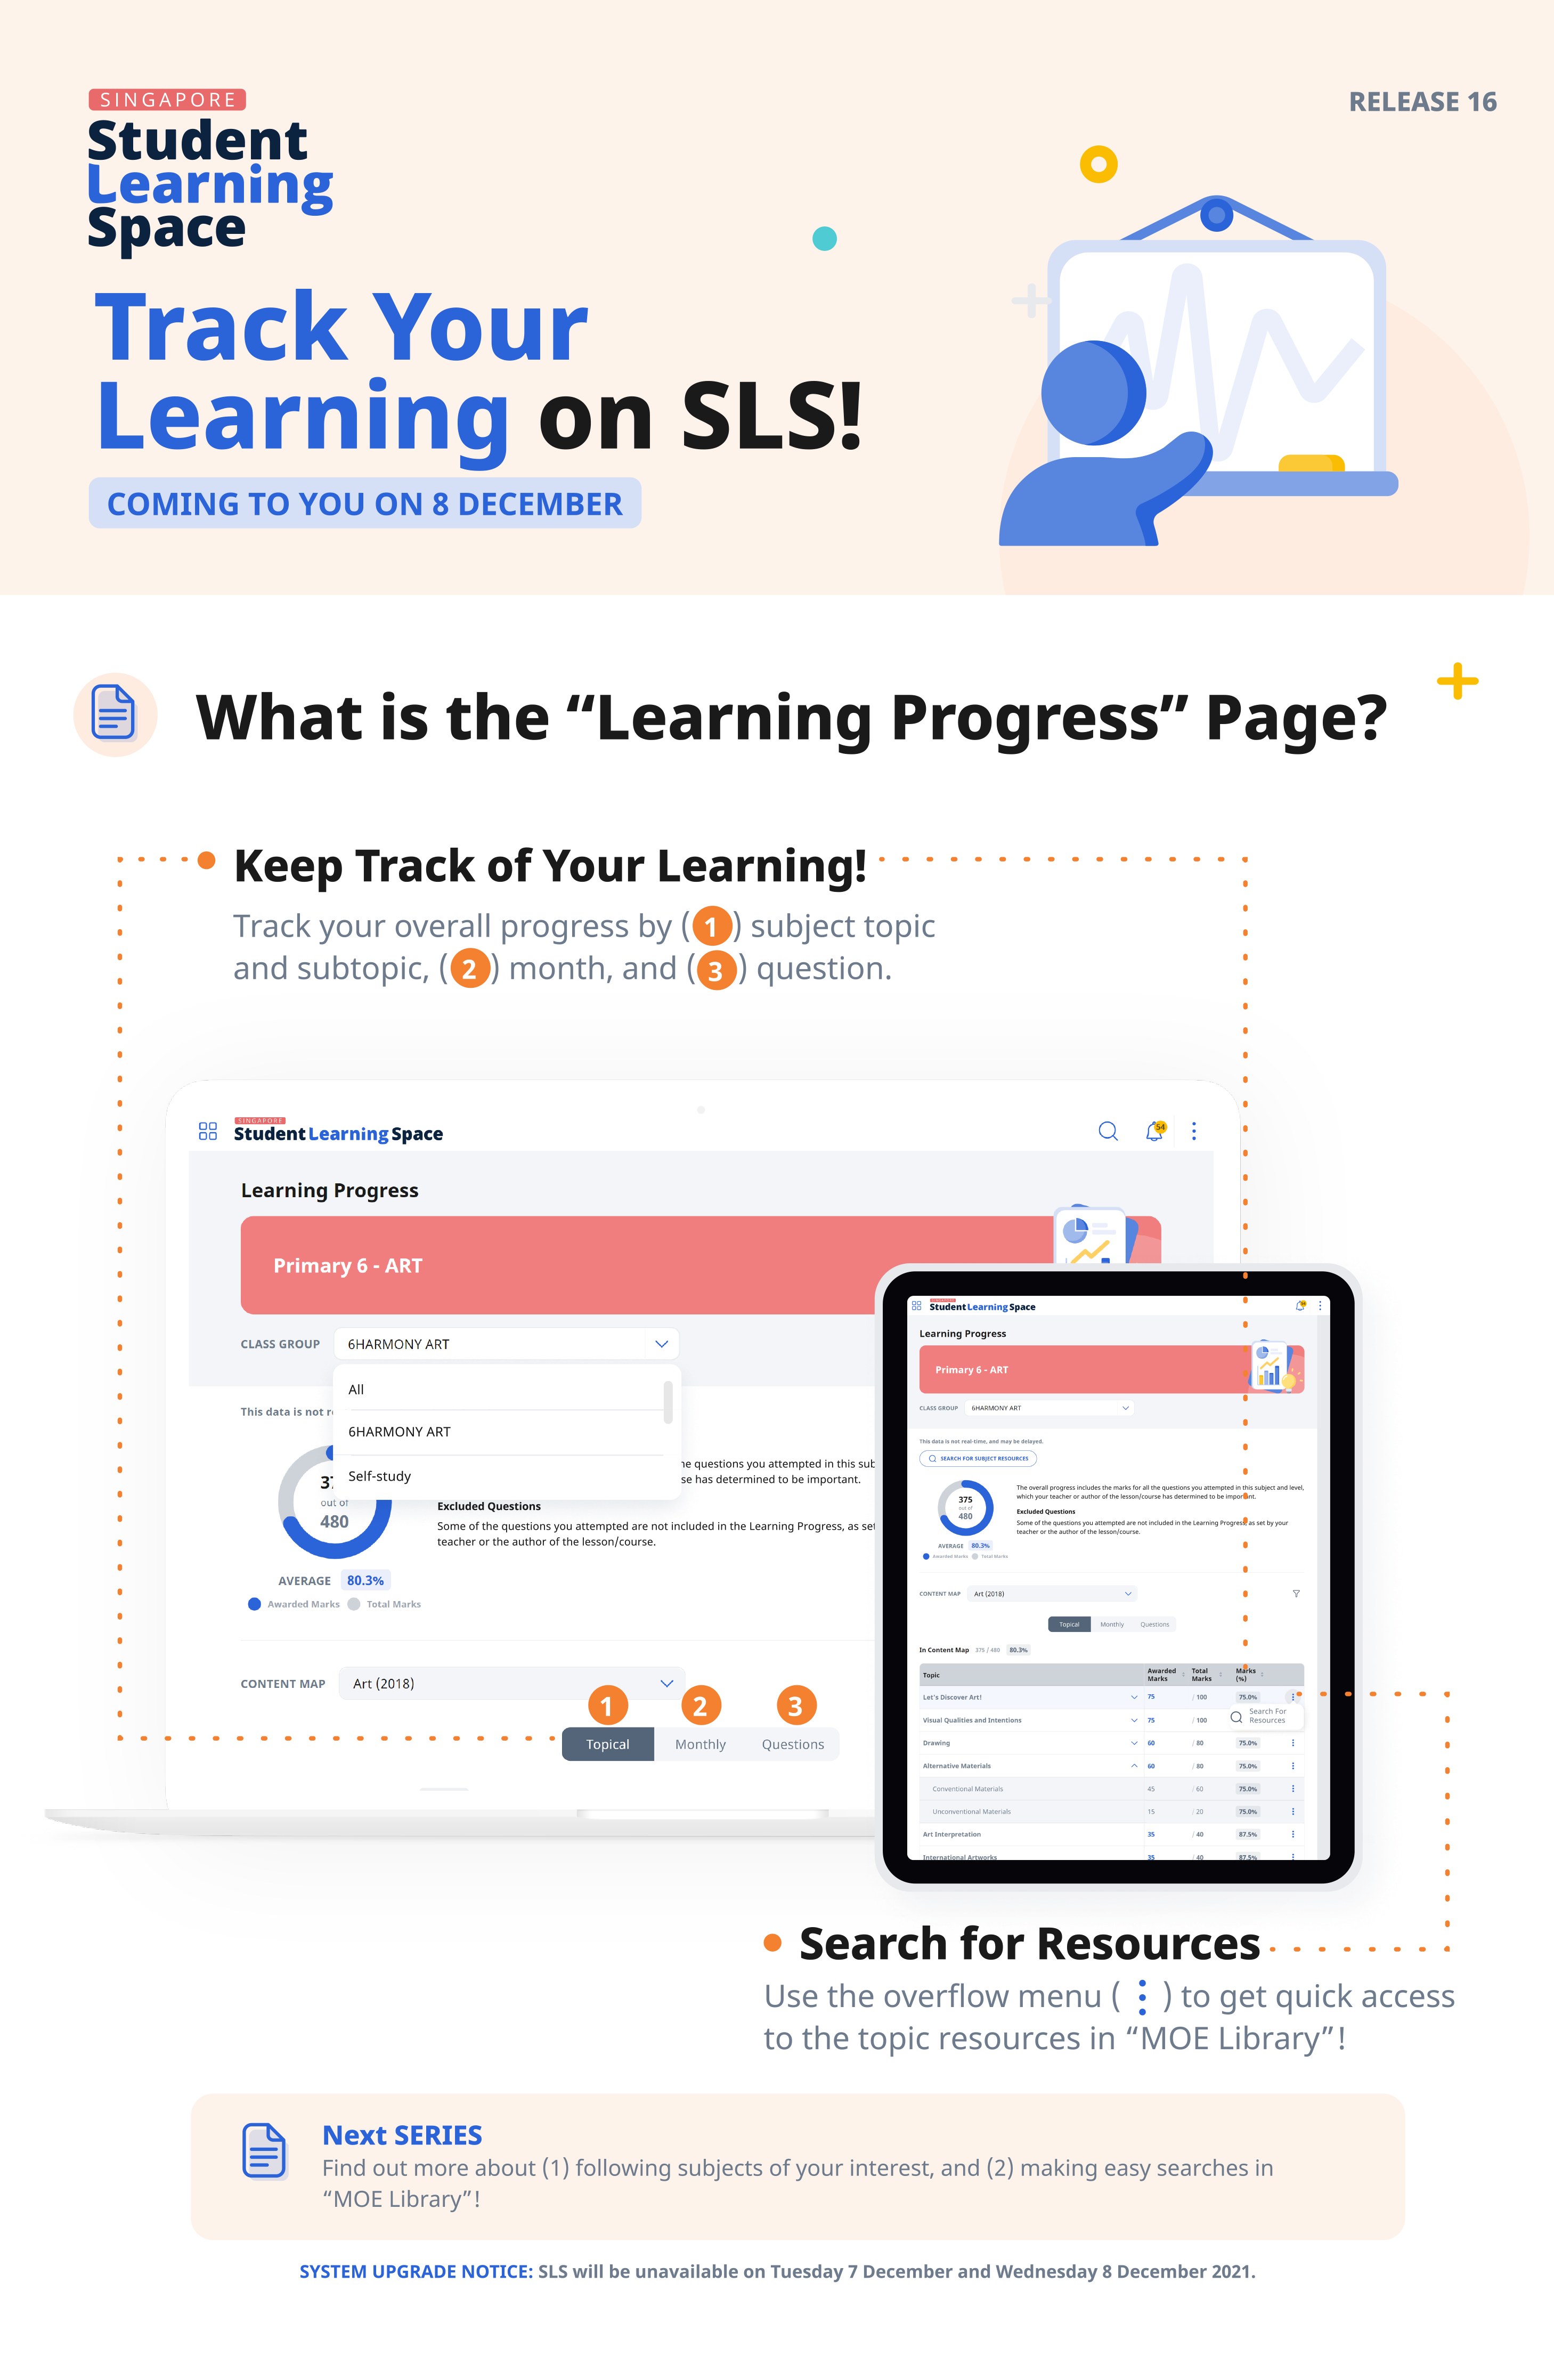 SINGAPORE
Student
Learning
Space
RELEASE 16
Track Your
Learning on SLS!
COMING TO YOU ON 8 DECEMBER
What is the “Learning Progress” Page?
Keep Track of Your Learning!
Track your overall progress by (1) subject topic
and subtopic, (2) month, and (3) question.
SINGAPORE
Student Learning Space
54
Learning Progress
Primary 6 - ART
CLASS GROUP 6HARMONY ART
All
6HARMONY ART
Self-study
This data is not r
he questions you attempted in this sub
se has determined to be important.
37
out of
480
Excluded Questions
Some of the questions you attempted are not included in the Learning Progress, as set
teacher or the author of the lesson/course.
AVERAGE 80.3%
Awarded Marks Total Marks
CONTENT MAP Art (2018)
1 2 3
Topical Monthly Questions
Student Learning Space
Learning Progress
Primary 6 - ART
CLASS GROUP 6HARMONY ART
This data is not real-time, and may be delayed.
SEARCH FOR SUBJECT RESOURCES
375
out of
480
The overall progress includes the marks for all the questions you attempted in this subject and level,
which your teacher or author of the lesson/course has determined to be important.
Excluded Questions
Some of the questions you attempted are not included in the Learning Progress, as set by your
teacher or the author of the lesson/course.
AVERAGE 80.3%
Awarded Marks Total Marks
CONTENT MAP Art (2018)
Topical Monthly Questions
In Content Map 375 / 480 80.3%
Topic Awarded Marks Total Marks Marks (%)
Let's Discover Art! 75 / 100 75.0%
Search For
Resources
Visual Qualities and Intentions 75 / 100
Drawing 60 / 80 75.0%
Alternative Materials 60 / 80 75.0%
Conventional Materials 45 / 60 75.0%
Unconventional Materials 15 / 20 75.0%
Art Interpretation 35 / 40 87.5%
International Artworks 35 / 40 87.5%
Search for Resources
Use the overflow menu ( ⋮ ) to get quick access
to the topic resources in “MOE Library”!
Next SERIES
Find out more about (1) following subjects of your interest, and (2) making easy searches in
“MOE Library”!
SYSTEM UPGRADE NOTICE: SLS will be unavailable on Tuesday 7 December and Wednesday 8 December 2021.